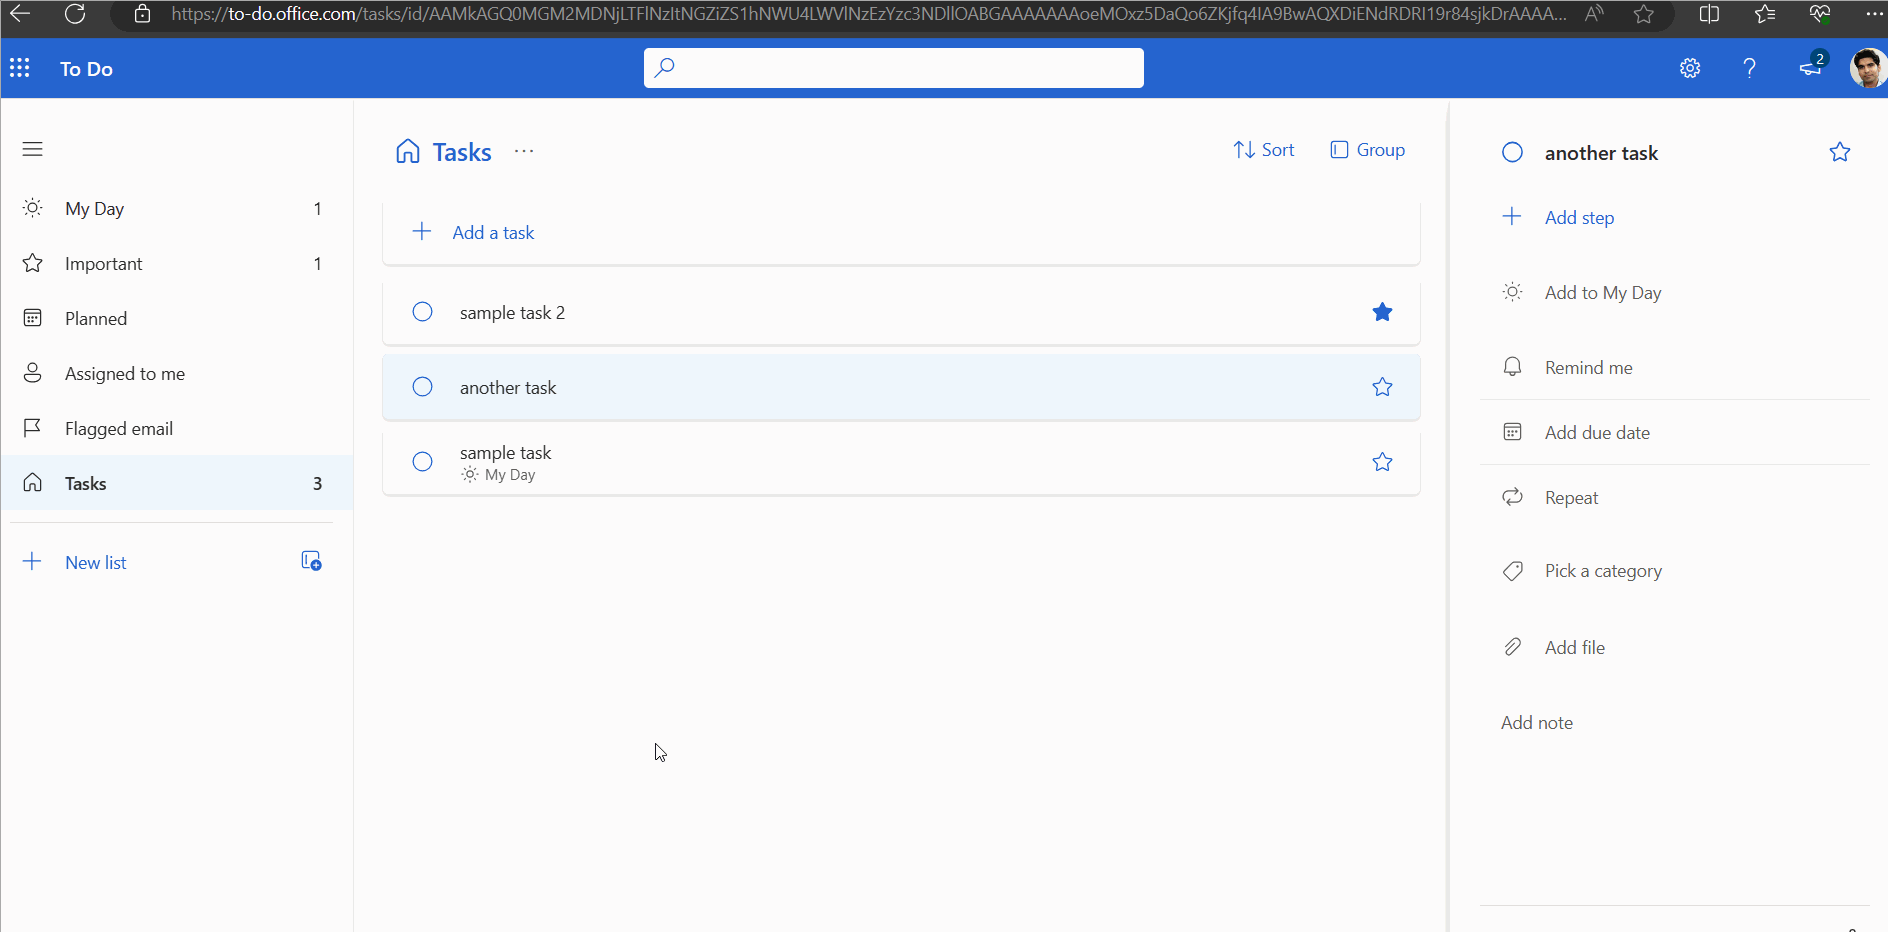 https://to-do.office.com/tasks/id/AAMkAGQ0MGM2MDNjLTFlNzItNGZiZS1hNWU4LWVlNzEzYzc3NDllOABGAAAAAAAoeMOxz5DaQo6ZKjfq4IA9BwAQXDiENdRDRI19r84sjkDrAAAA...
To Do
2
Tasks ...
Sort
Group
My Day 1
Important 1
Planned
Assigned to me
Flagged email
Tasks 3
New list
Add a task
sample task 2
another task
sample task
My Day
another task
Add step
Add to My Day
Remind me
Add due date
Repeat
Pick a category
Add file
Add note